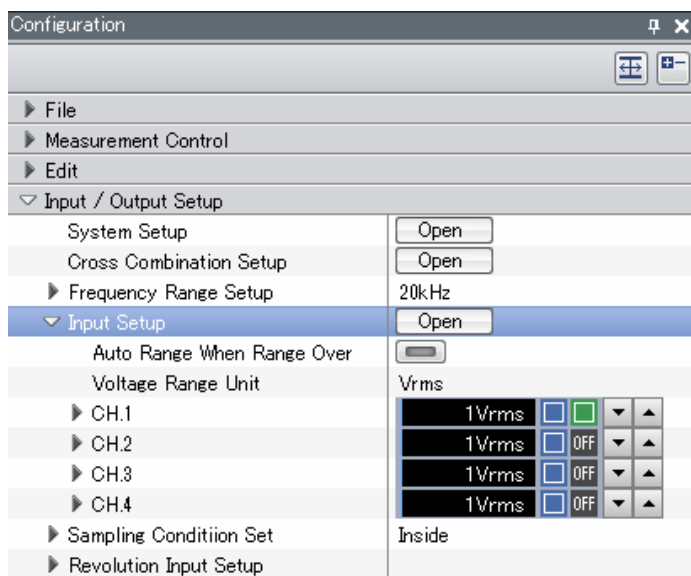 Configuration
File
Measurement Control
Edit
Input / Output Setup
System Setup Open
Cross Combination Setup Open
Frequency Range Setup 20kHz
Input Setup Open
Auto Range When Range Over
Voltage Range Unit Vrms
CH.1 1Vrms
CH.2 1Vrms OFF
CH.3 1Vrms OFF
CH.4 1Vrms OFF
Sampling Conditiion Set Inside
Revolution Input Setup